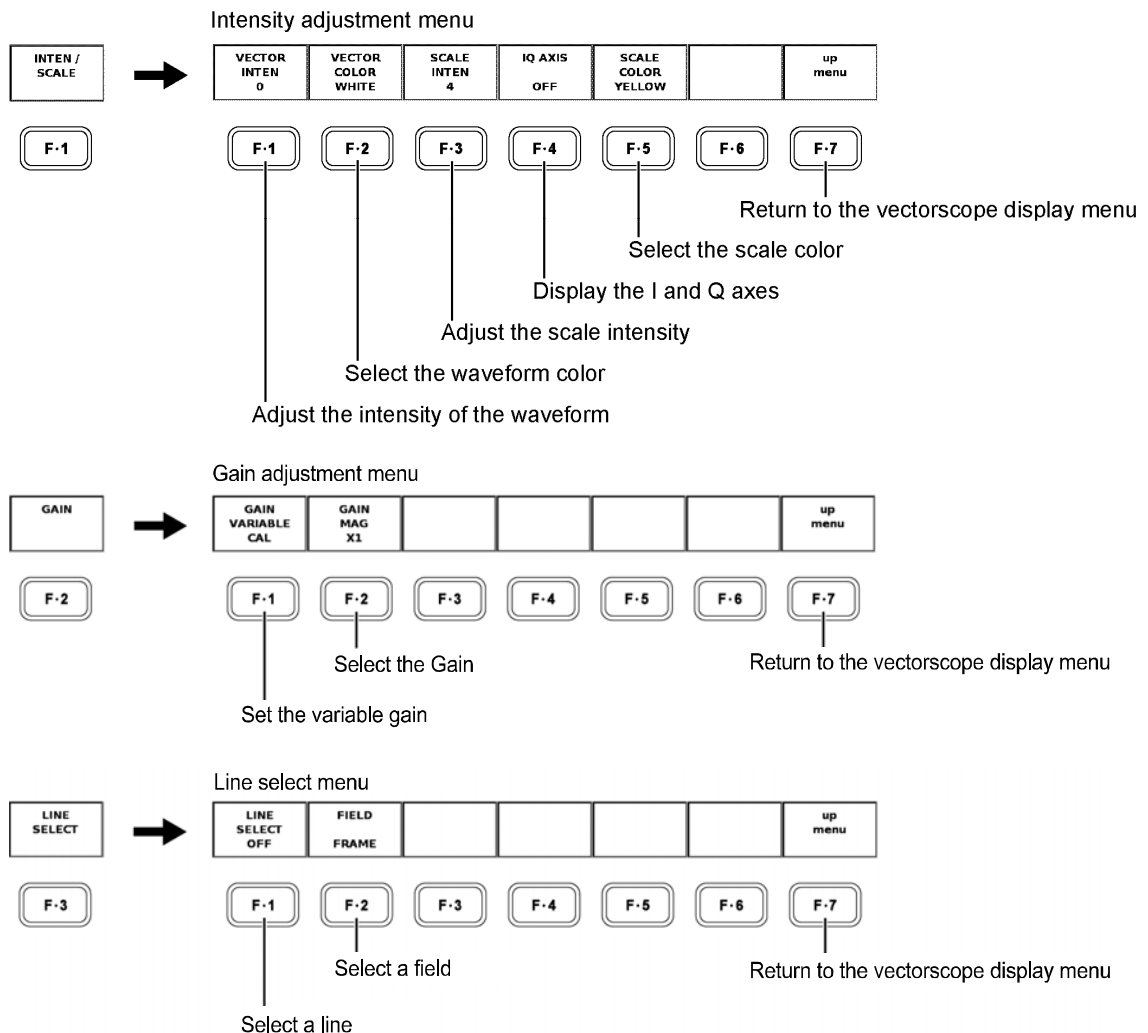 Intensity adjustment menu
INTEN /
SCALE
VECTOR
INTEN
0
VECTOR
COLOR
WHITE
SCALE
INTEN
4
IQ AXIS
OFF
SCALE
COLOR
YELLOW
up
menu
F·1
F·1
F·2
F·3
F·4
F·5
F·6
F·7
Return to the vectorscope display menu
Select the scale color
Display the I and Q axes
Adjust the scale intensity
Select the waveform color
Adjust the intensity of the waveform
Gain adjustment menu
GAIN
GAIN
VARIABLE
CAL
GAIN
MAG
X1
up
menu
F·2
F·1
F·2
F·3
F·4
F·5
F·6
F·7
Select the Gain
Return to the vectorscope display menu
Set the variable gain
Line select menu
LINE
SELECT
LINE
SELECT
OFF
FIELD
FRAME
up
menu
F·3
F·1
F·2
F·3
F·4
F·5
F·6
F·7
Select a field
Return to the vectorscope display menu
Select a line